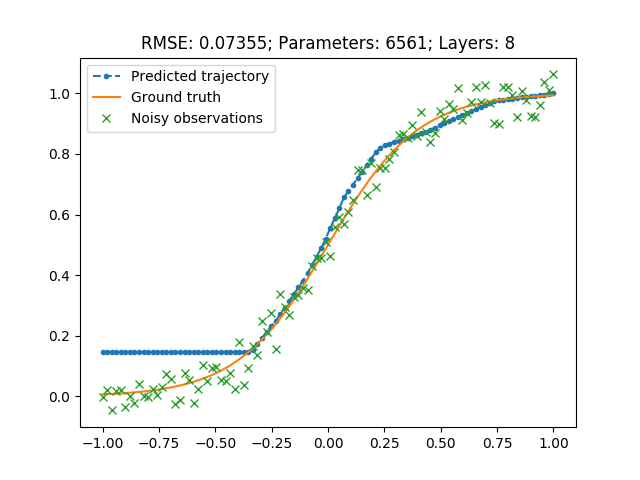 RMSE: 0.07355; Parameters: 6561; Layers: 8
Predicted trajectory
Ground truth
Noisy observations
1.0
0.8
0.6
0.4
0.2
0.0
−1.00 −0.75 −0.50 −0.25 0.00 0.25 0.50 0.75 1.00